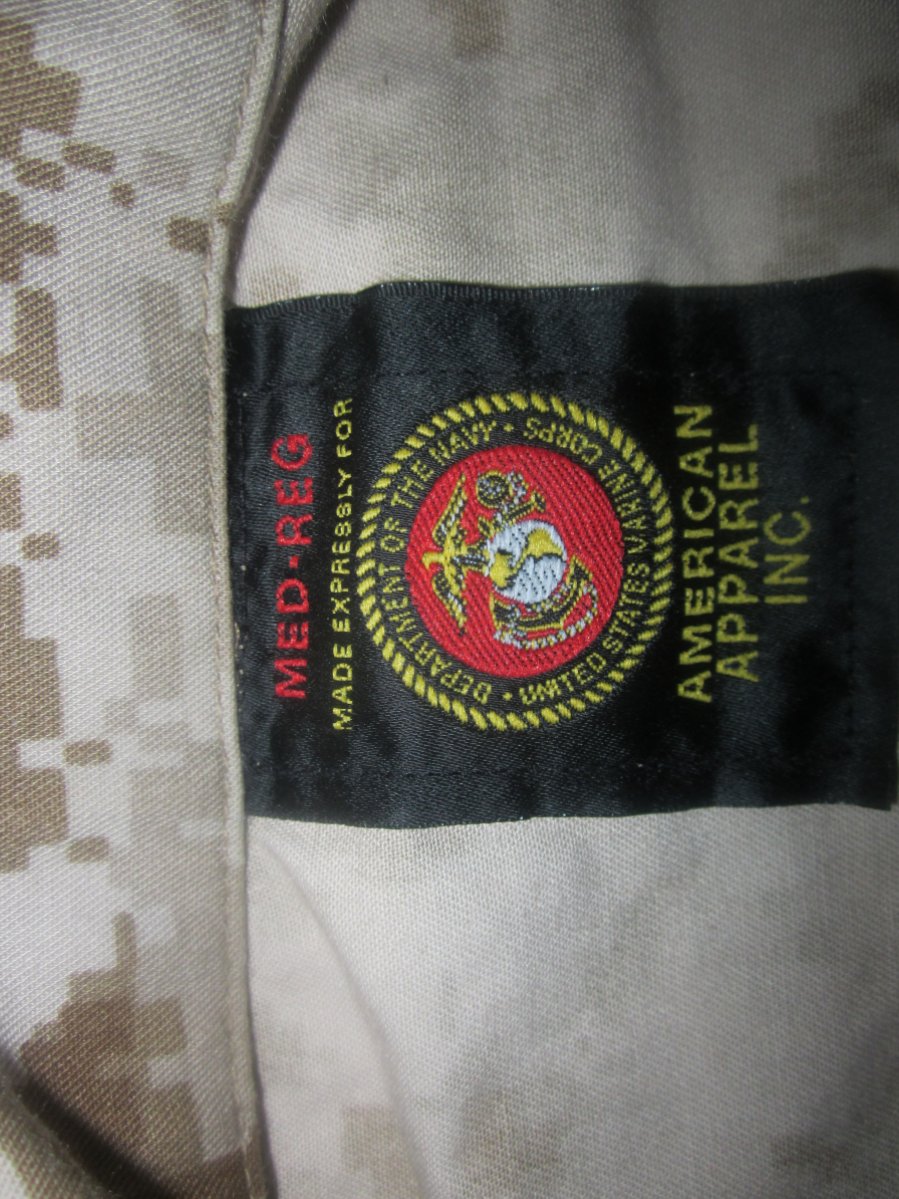 MED-REG
MADE EXPRESSLY FOR
DEPARTMENT OF THE NAVY
· UNITED STATES MARINE CORPS ·
AMERICAN
APPAREL
INC.